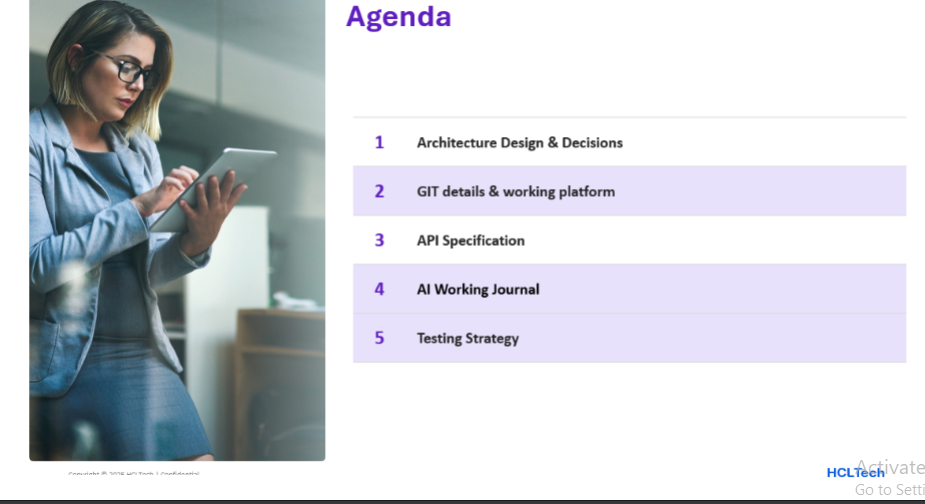 Agenda
1 Architecture Design & Decisions
2 GIT details & working platform
3 API Specification
4 AI Working Journal
5 Testing Strategy
Copyright © 2025 HCLTech | Confidential
HCLTech
Activate
Go to Setti